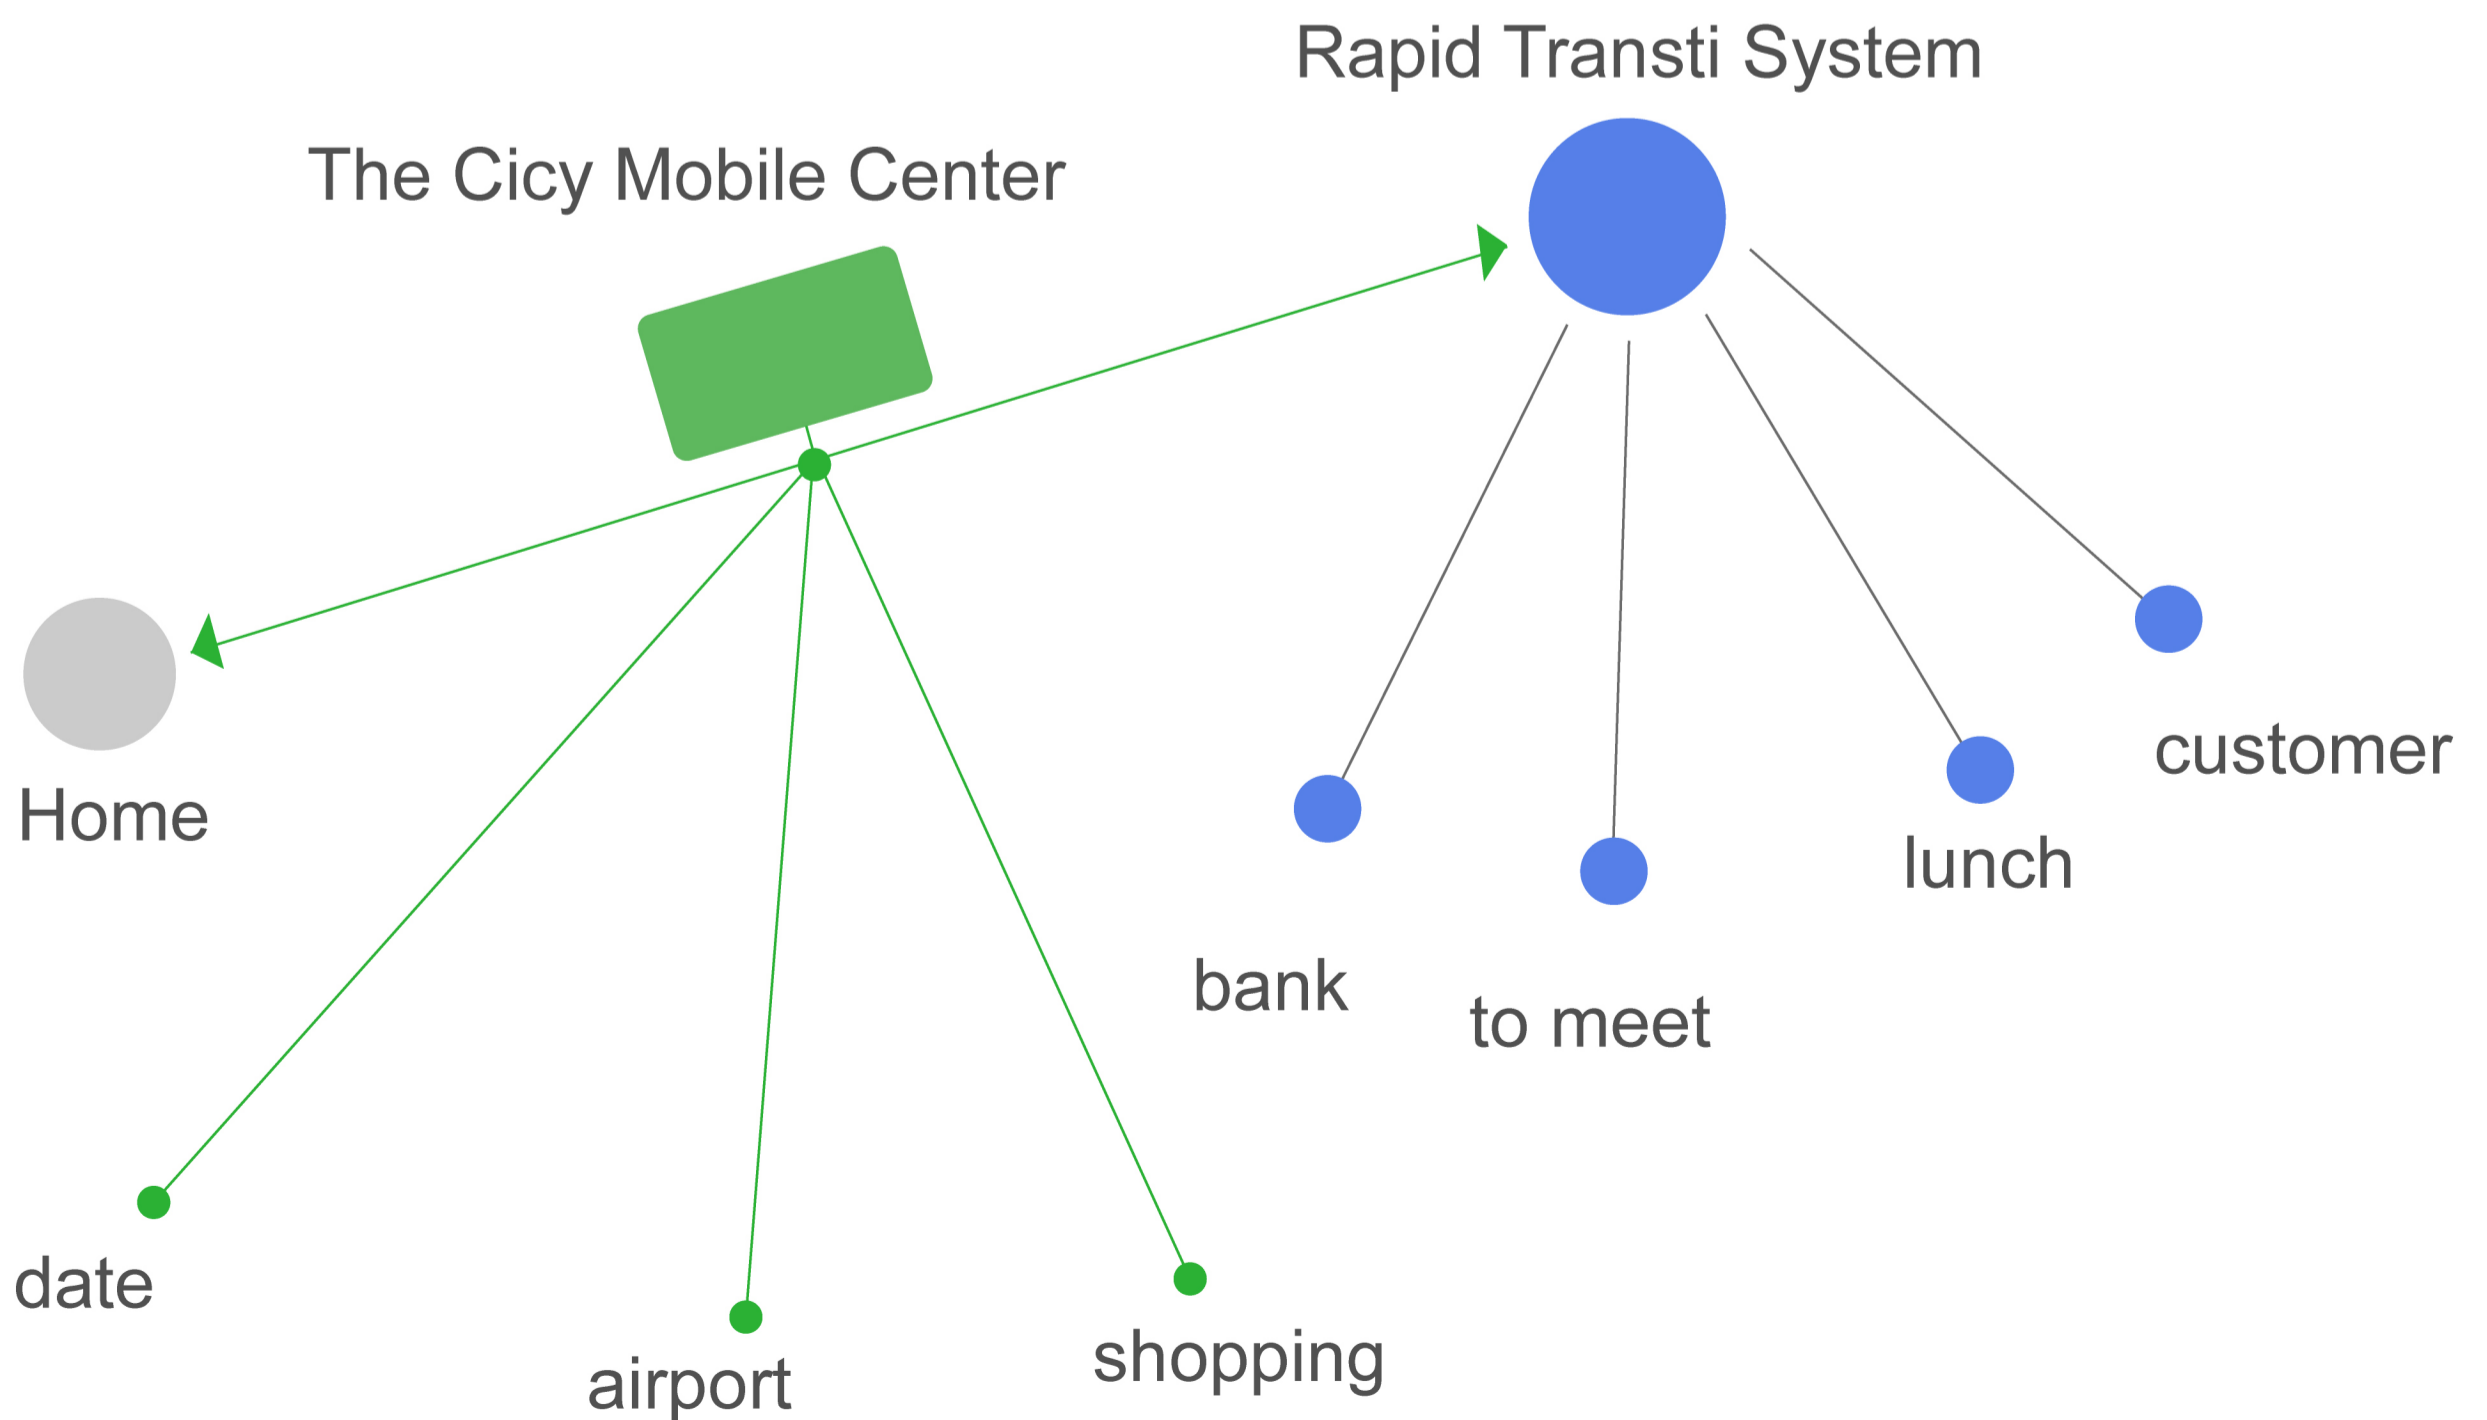 Rapid Transti System
The Cicy Mobile Center
Home
customer
lunch
bank
to meet
date
airport
shopping